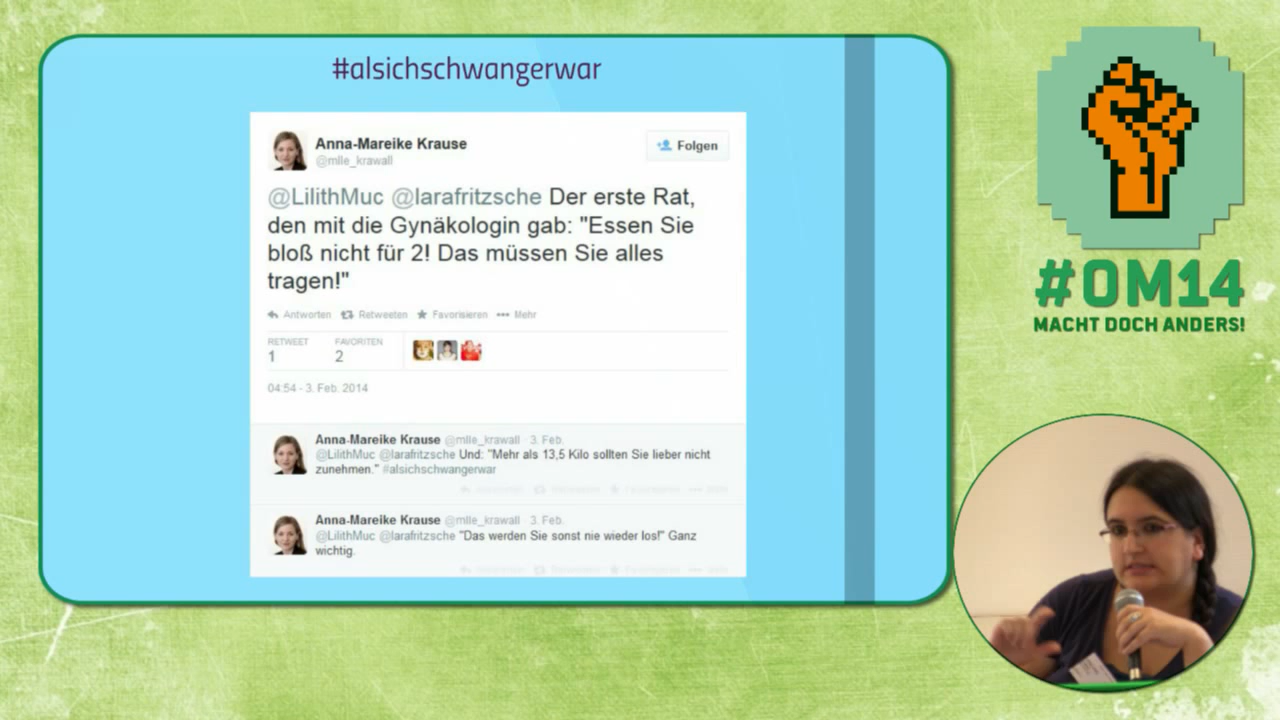 #alsichschwangerwar
Anna-Mareike Krause
@mlle_krawall
Folgen
@LilithMuc @larafritzsche Der erste Rat,
den mit die Gynäkologin gab: "Essen Sie
bloß nicht für 2! Das müssen Sie alles
tragen!"
Antworten Retweeten Favorisieren Mehr
RETWEET FAVORITEN
1 2
04:54 - 3. Feb. 2014
Anna-Mareike Krause @mlle_krawall · 3. Feb.
@LilithMuc @larafritzsche Und: "Mehr als 13,5 Kilo sollten Sie lieber nicht
zunehmen." #alsichschwangerwar
Anna-Mareike Krause @mlle_krawall · 3. Feb.
@LilithMuc @larafritzsche "Das werden Sie sonst nie wieder los!" Ganz
wichtig.
#OM14
MACHT DOCH ANDERS!